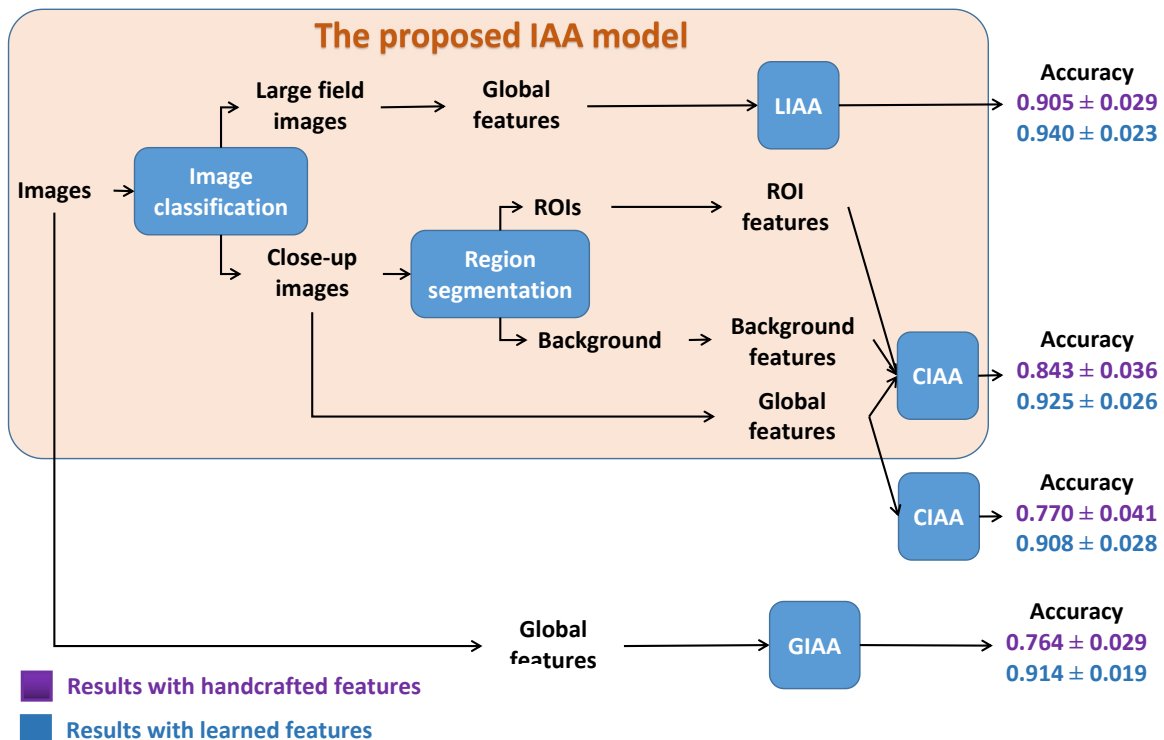 The proposed IAA model
Large field
images
Global
features
LIAA
Accuracy
0.905 ± 0.029
0.940 ± 0.023
Images
Image
classification
ROIs
ROI
features
Close-up
images
Region
segmentation
Background
Background
features
Global
features
CIAA
Accuracy
0.843 ± 0.036
0.925 ± 0.026
CIAA
Accuracy
0.770 ± 0.041
0.908 ± 0.028
Global
features
GIAA
Accuracy
0.764 ± 0.029
0.914 ± 0.019
Results with handcrafted features
Results with learned features